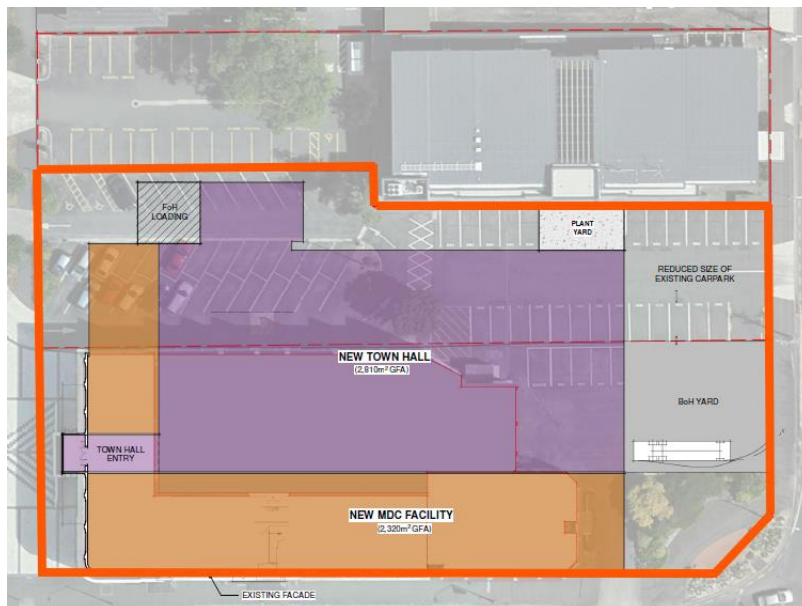 FoH
LOADING
PLANT
YARD
REDUCED SIZE OF
EXISTING CARPARK
NEW TOWN HALL
(2,810m² GFA)
BoH YARD
TOWN HALL
ENTRY
NEW MDC FACILITY
(2,320m² GFA)
EXISTING FACADE